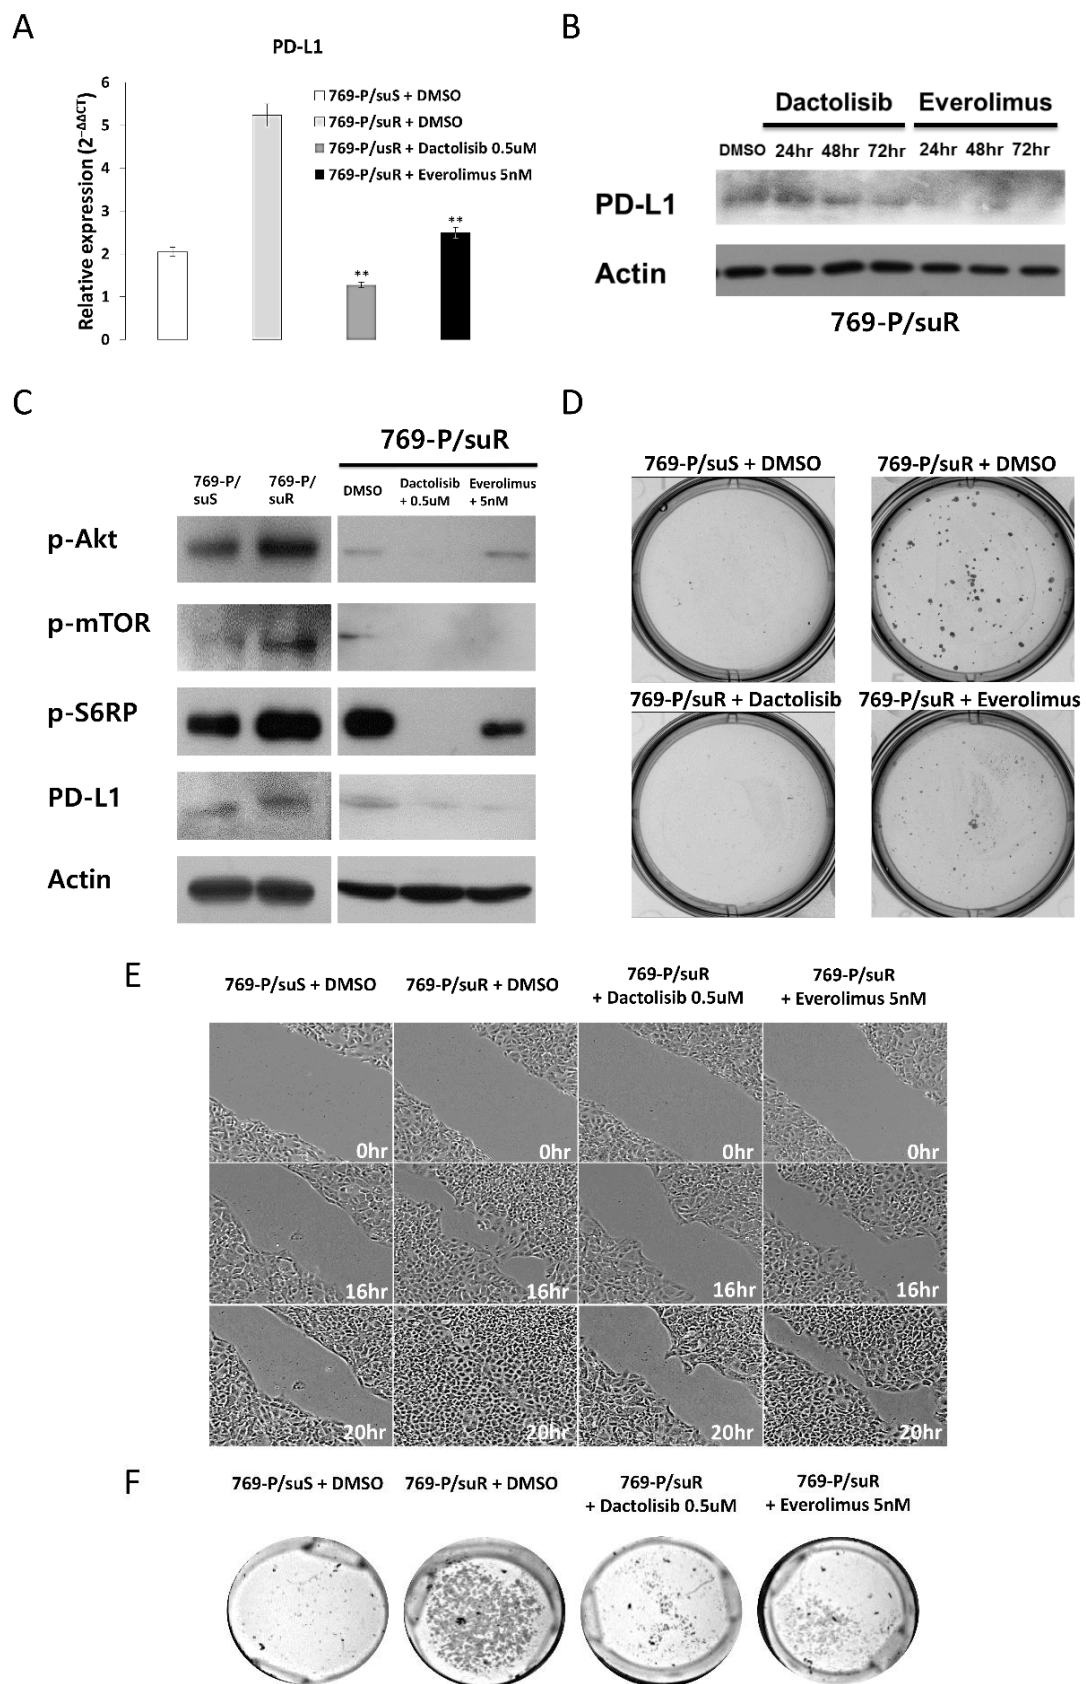 A
PD-L1
Relative expression (2⁻ΔΔCT)
6
5
4
3
2
1
0
769-P/suS + DMSO
769-P/suR + DMSO
769-P/usR + Dactolisib 0.5uM
769-P/suR + Everolimus 5nM
**
**
B
Dactolisib Everolimus
DMSO 24hr 48hr 72hr 24hr 48hr 72hr
PD-L1
Actin
769-P/suR
C
769-P/suR
769-P/
suS
769-P/
suR
DMSO
Dactolisib
+ 0.5uM
Everolimus
+ 5nM
p-Akt
p-mTOR
p-S6RP
PD-L1
Actin
D
769-P/suS + DMSO
769-P/suR + DMSO
769-P/suR + Dactolisib
769-P/suR + Everolimus
E
769-P/suS + DMSO
769-P/suR + DMSO
769-P/suR
+ Dactolisib 0.5uM
769-P/suR
+ Everolimus 5nM
0hr 0hr 0hr 0hr
16hr 16hr 16hr 16hr
20hr 20hr 20hr 20hr
F
769-P/suS + DMSO
769-P/suR + DMSO
769-P/suR
+ Dactolisib 0.5uM
769-P/suR
+ Everolimus 5nM